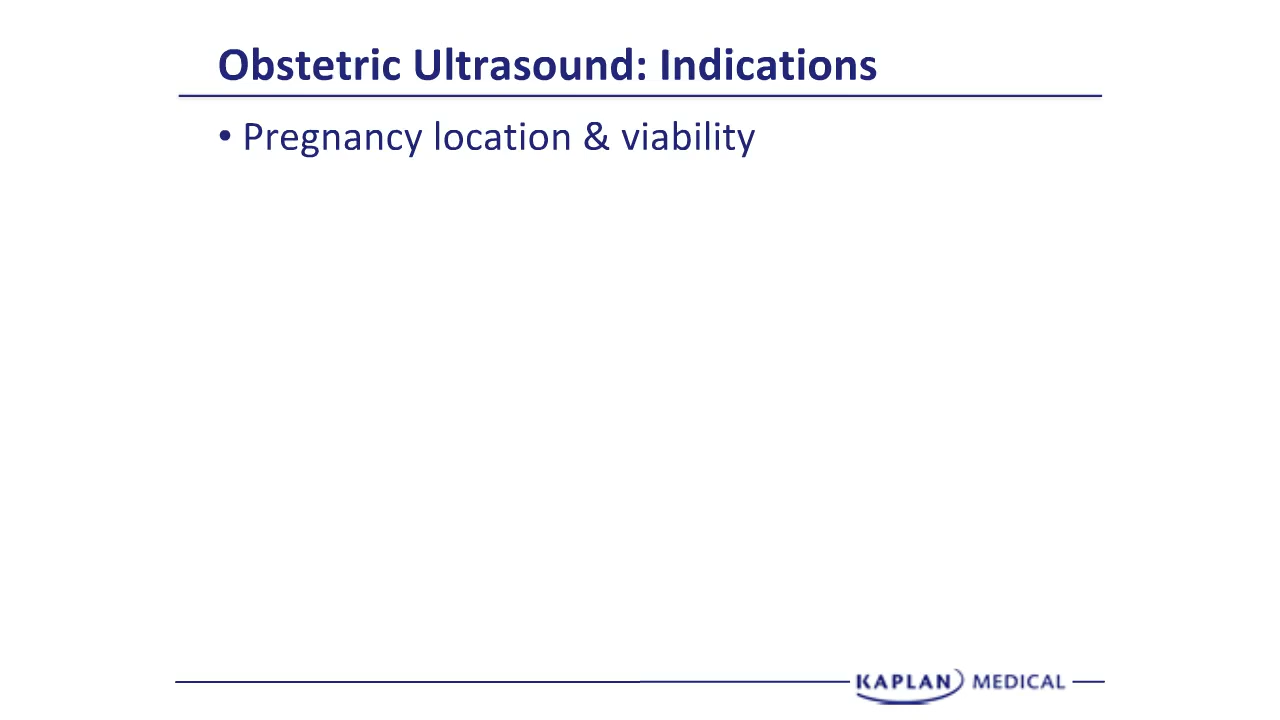 Obstetric Ultrasound: Indications
• Pregnancy location & viability
KAPLAN MEDICAL